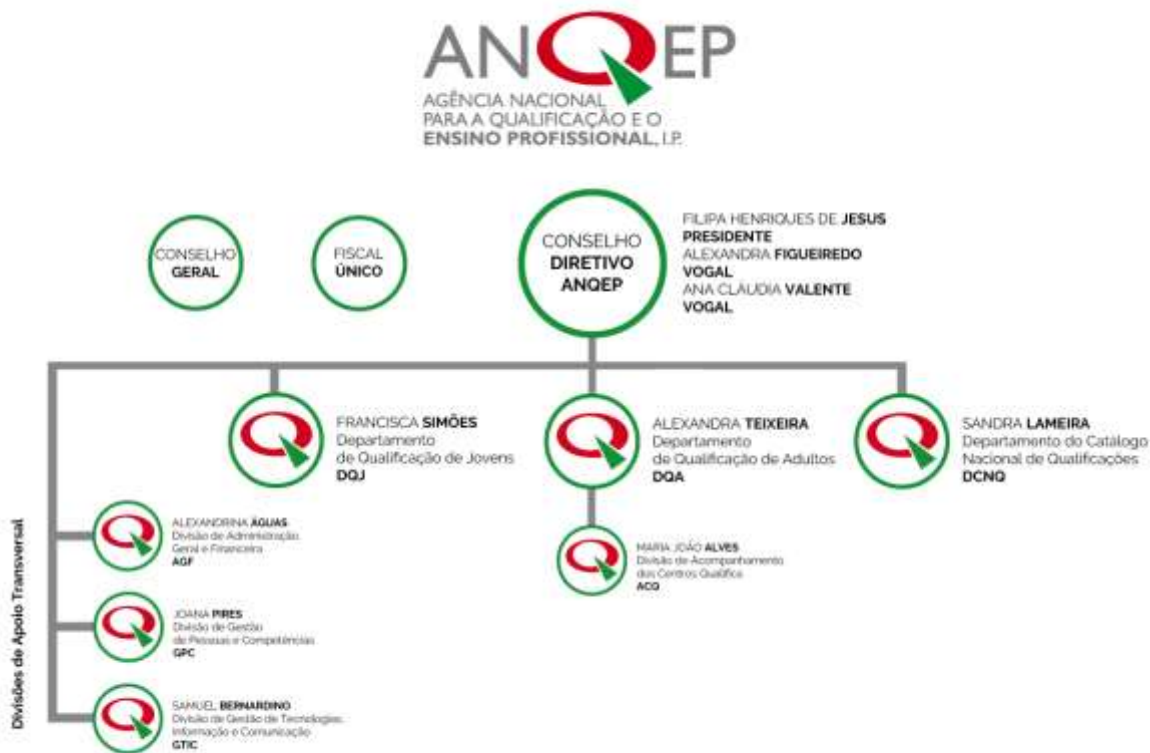 ANQEP
AGÊNCIA NACIONAL
PARA A QUALIFICAÇÃO E O
ENSINO PROFISSIONAL, I.P.
CONSELHO
GERAL
FISCAL
ÚNICO
CONSELHO
DIRETIVO
ANQEP
FILIPA HENRIQUES DE JESUS
PRESIDENTE
ALEXANDRA FIGUEIREDO
VOGAL
ANA CLÁUDIA VALENTE
VOGAL
FRANCISCA SIMÕES
Departamento
de Qualificação de Jovens
DQJ
ALEXANDRA TEIXEIRA
Departamento
de Qualificação de Adultos
DQA
SANDRA LAMEIRA
Departamento do Catálogo
Nacional de Qualificações
DCNQ
Divisões de Apoio Transversal
ALEXANDRINA ÁGUAS
Divisão de Administração
Geral e Financeira
AGF
MARIA JOÃO ALVES
Divisão de Acompanhamento
dos Centros Qualifica
ACQ
JOANA PIRES
Divisão de Gestão
de Pessoas e Competências
GPC
SAMUEL BERNARDINO
Divisão de Gestão de Tecnologias,
Informação e Comunicação
GTIC